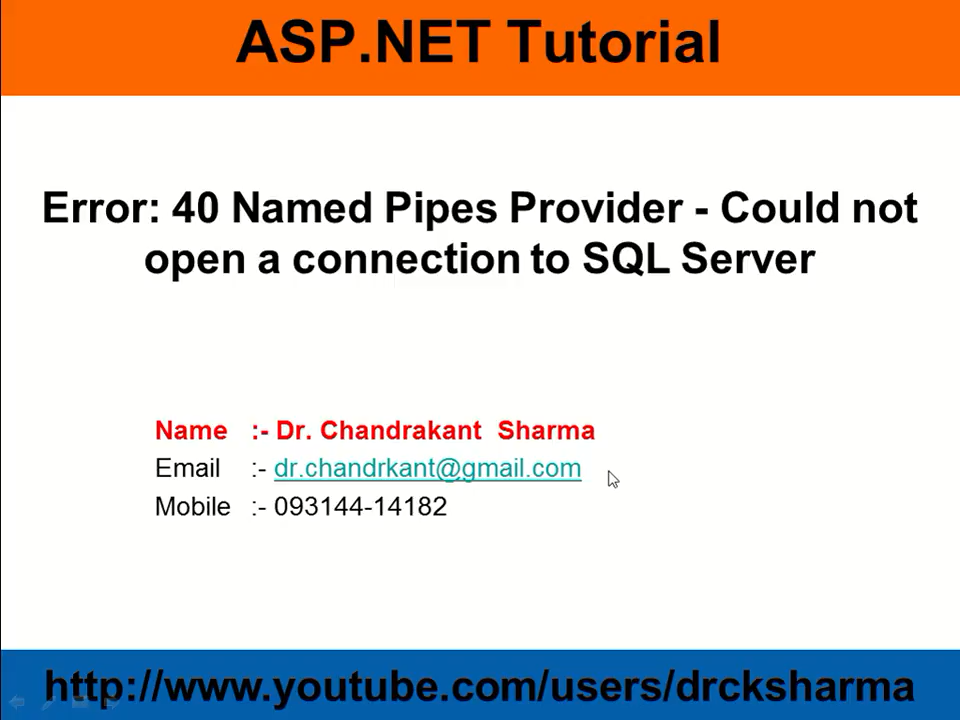 ASP.NET Tutorial
Error: 40 Named Pipes Provider - Could not
open a connection to SQL Server
Name :- Dr. Chandrakant Sharma
Email :- dr.chandrkant@gmail.com
Mobile :- 093144-14182
http://www.youtube.com/users/drcksharma